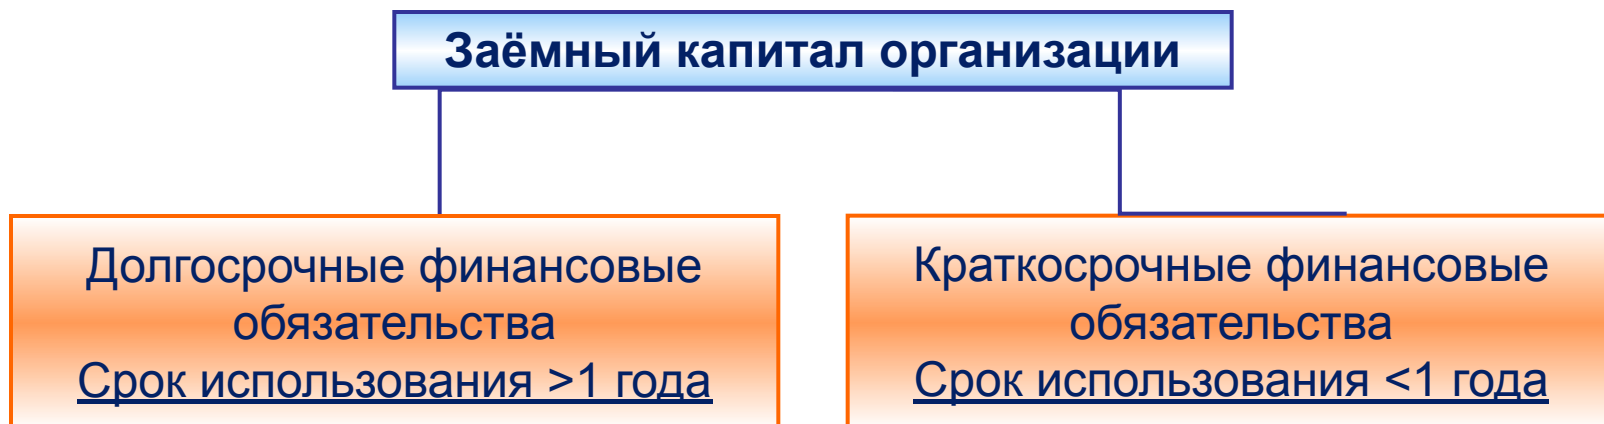 Заёмный капитал организации
Долгосрочные финансовые
обязательства
Срок использования >1 года
Краткосрочные финансовые
обязательства
Срок использования <1 года